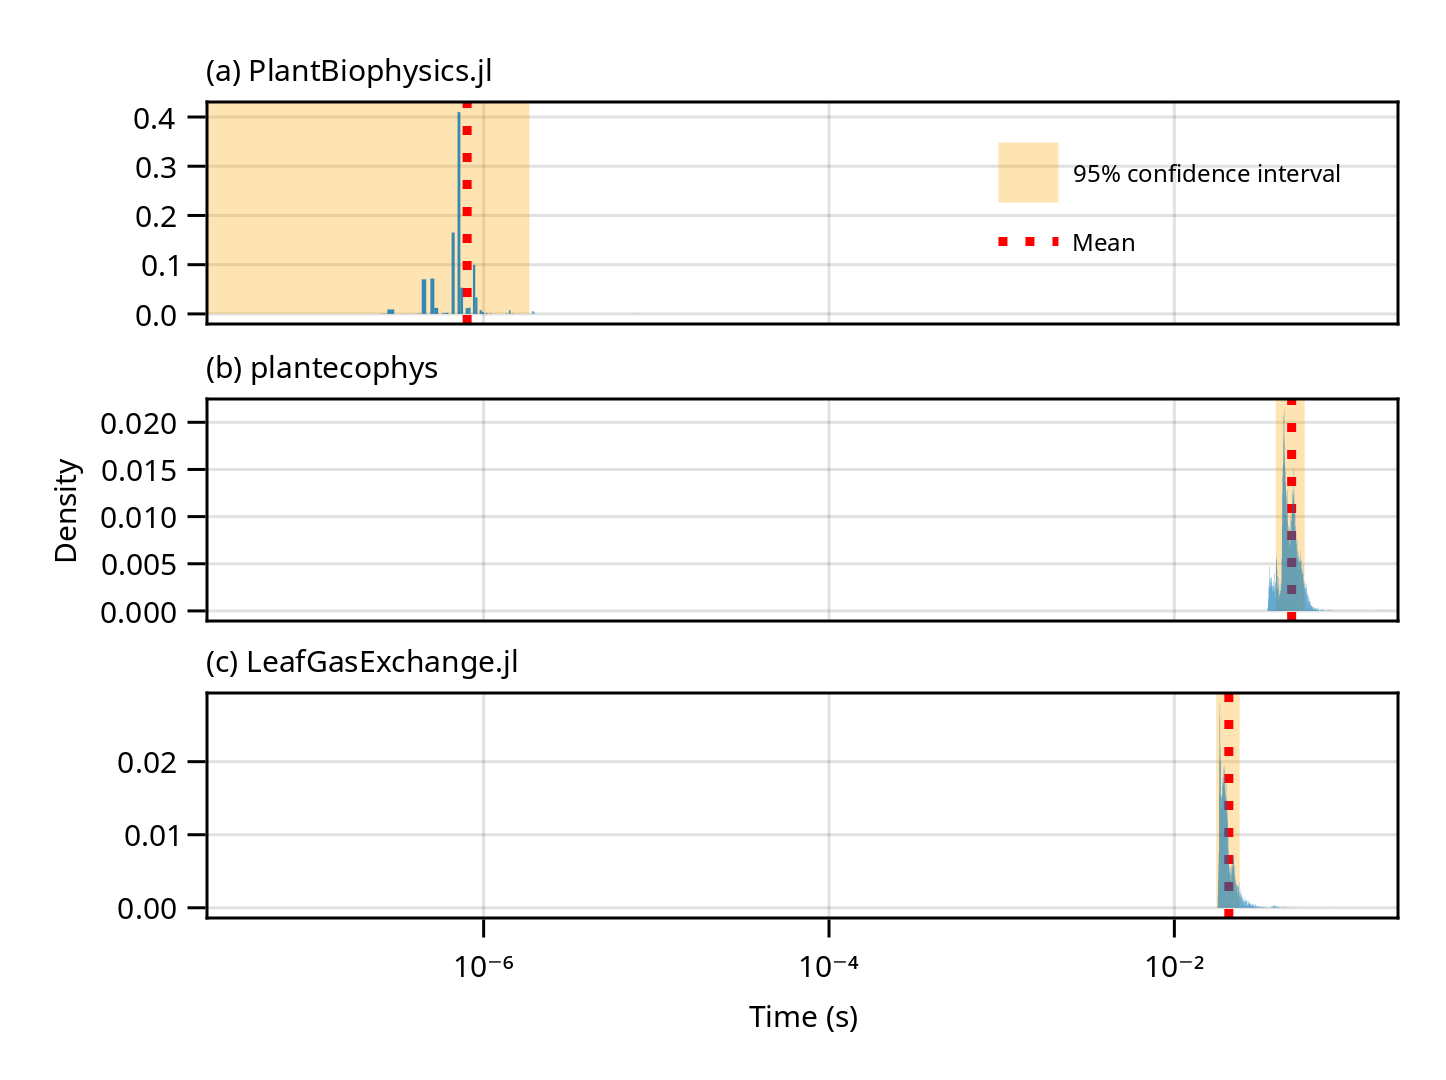 (a) PlantBiophysics.jl
0.4
0.3
0.2
0.1
0.0
95% confidence interval
Mean
(b) plantecophys
Density
0.020
0.015
0.010
0.005
0.000
(c) LeafGasExchange.jl
0.02
0.01
0.00
10⁻⁶ 10⁻⁴ 10⁻²
Time (s)